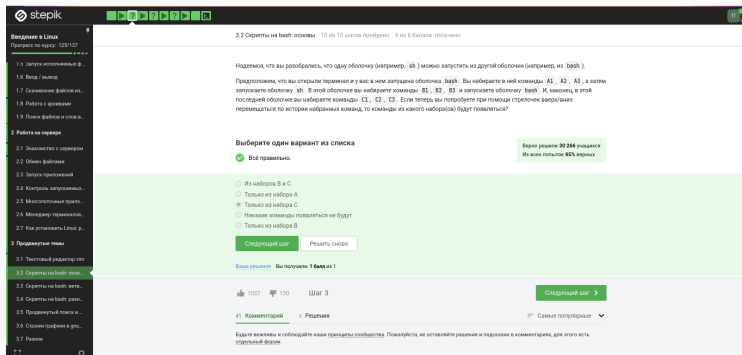 stepik
Введение в Linux
Прогресс по курсу: 125/137
3.2 Скрипты на bash: основы 10 из 10 шагов пройдено 6 из 6 баллов получено
1.5 Запуск исполняемых ф...
1.6 Ввод / вывод
1.7 Скачивание файлов из...
1.8 Работа с архивами
1.9 Поиск файлов и слов в...
2 Работа на сервере
2.1 Знакомство с сервером
2.2 Обмен файлами
2.3 Запуск приложений
2.4 Контроль запускаемых...
2.5 Многопоточные прило...
2.6 Менеджер терминалов...
2.7 Как установить Linux: р...
3 Продвинутые темы
3.1 Текстовый редактор vim
3.2 Скрипты на bash: осно...
3.3 Скрипты на bash: ветв...
3.4 Скрипты на bash: разн...
3.5 Продвинутый поиск и...
3.6 Строим графики в gnu...
3.7 Разное
Надеемся, что вы разобрались, что одну оболочку (например, sh ) можно запустить из другой оболочки (например, из bash ).
Предположим, что вы открыли терминал и у вас в нем запущена оболочка bash . Вы набираете в ней команды A1 , A2 , A3 , а затем
запускаете оболочку sh . В этой оболочке вы набираете команды B1 , B2 , B3 и запускаете оболочку bash . И, наконец, в этой
последней оболочке вы набираете команды C1 , C2 , C3 . Если теперь вы попробуете при помощи стрелочек вверх/вниз
перемещаться по истории набранных команд, то команды из какого набора(ов) будут появляться?
Выберите один вариант из списка
Всё правильно.
Верно решили 30 266 учащихся
Из всех попыток 65% верных
Из наборов B и C
Только из набора A
Только из набора C
Никакие команды появляться не будут
Только из набора B
Следующий шаг Решить снова
Ваши решения Вы получили: 1 балл из 1
1057 130 Шаг 3 Следующий шаг
41 Комментарий 4 Решения Самые популярные
Будьте вежливы и соблюдайте наши принципы сообщества. Пожалуйста, не оставляйте решения и подсказки в комментариях, для этого есть
отдельный форум.